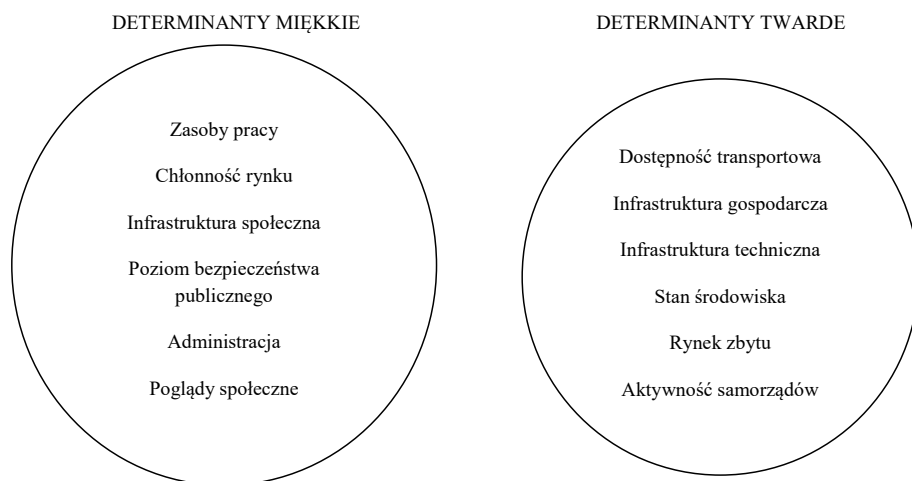 DETERMINANTY MIĘKKIE
Zasoby pracy
Chłonność rynku
Infrastruktura społeczna
Poziom bezpieczeństwa
publicznego
Administracja
Poglądy społeczne
DETERMINANTY TWARDE
Dostępność transportowa
Infrastruktura gospodarcza
Infrastruktura techniczna
Stan środowiska
Rynek zbytu
Aktywność samorządów